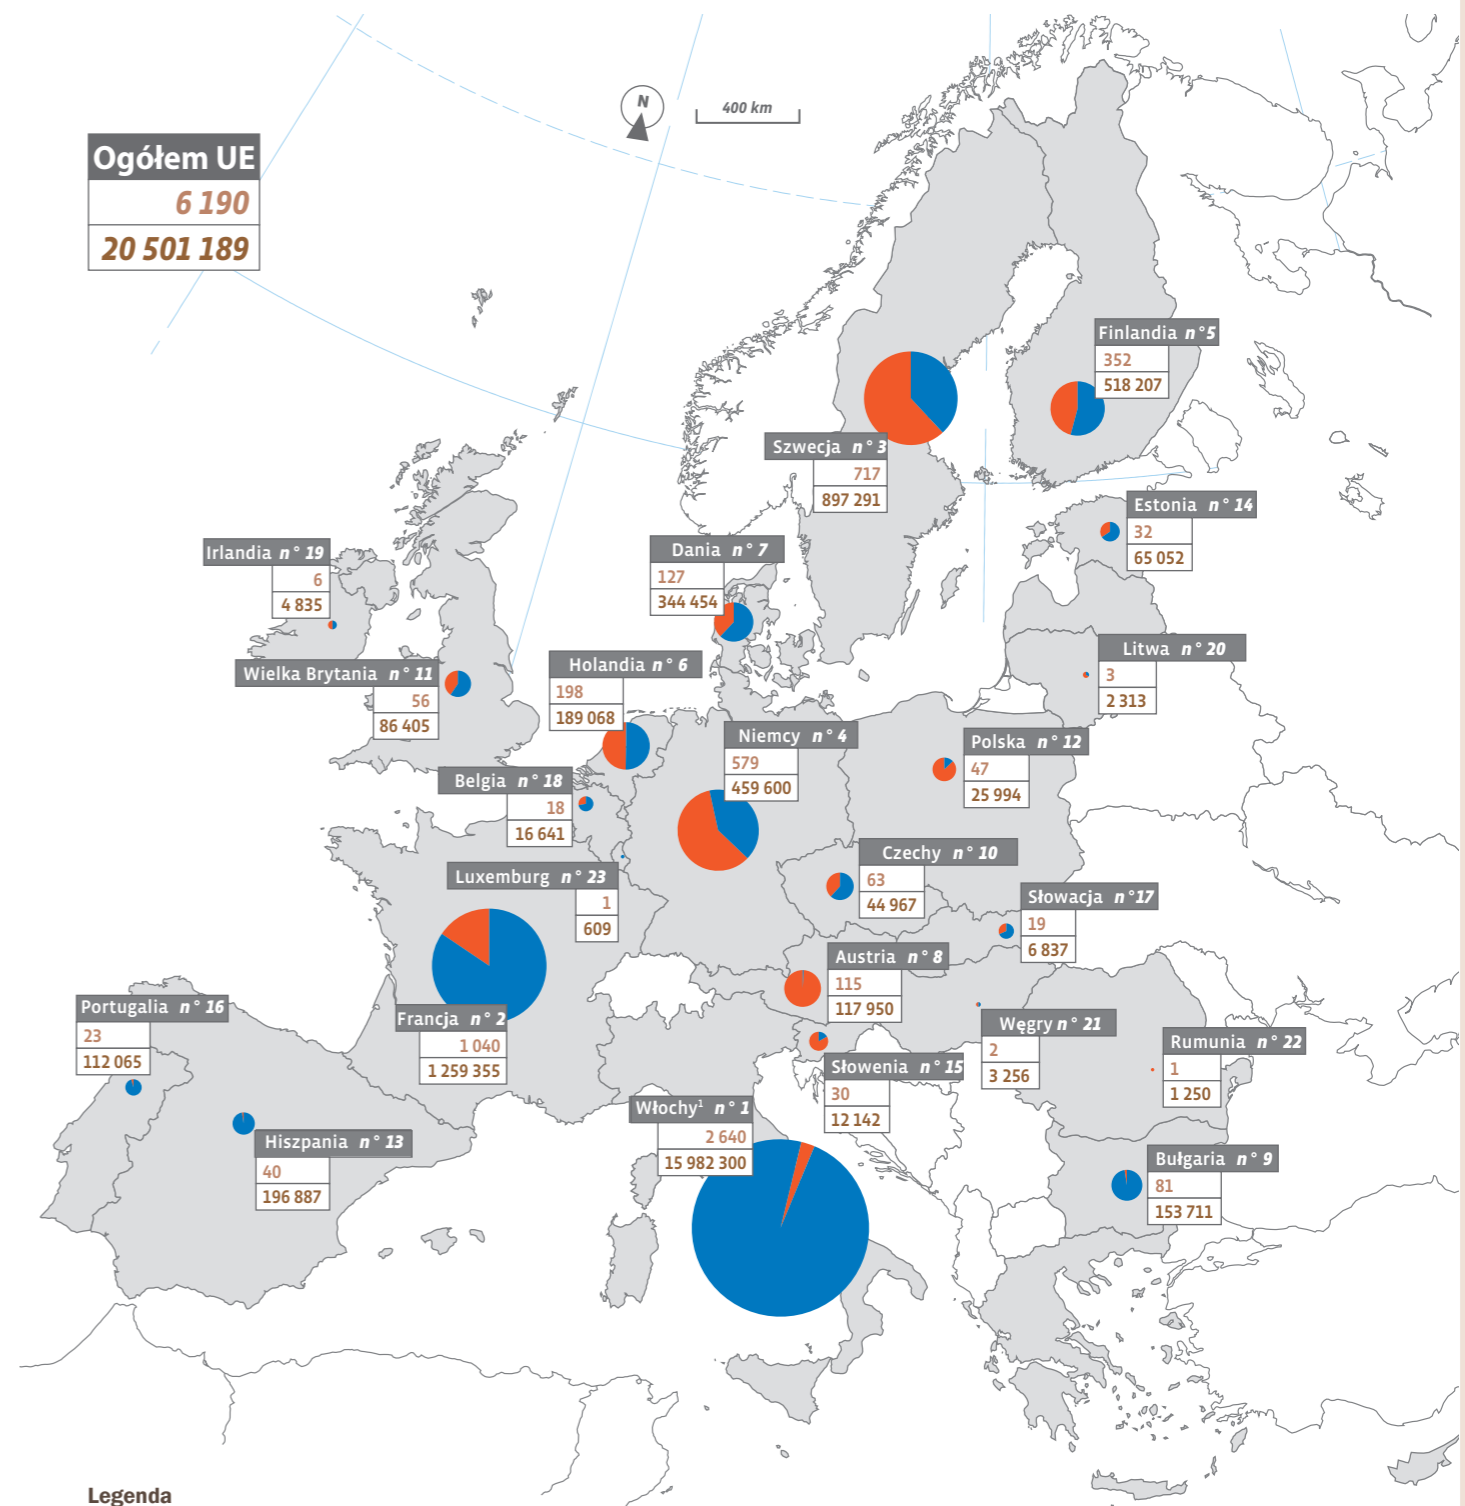 N
400 km
Ogółem UE
6 190
20 501 189
Finlandia n°5
352
518 207
Szwecja n° 3
717
897 291
Estonia n° 14
32
65 052
Irlandia n° 19
6
4 835
Dania n° 7
127
344 454
Litwa n° 20
3
2 313
Wielka Brytania n° 11
56
86 405
Holandia n° 6
198
189 068
Niemcy n° 4
579
459 600
Polska n° 12
47
25 994
Belgia n° 18
18
16 641
Czechy n° 10
63
44 967
Luxemburg n° 23
1
609
Słowacja n°17
19
6 837
Austria n° 8
115
117 950
Portugalia n° 16
23
112 065
Francja n° 2
1 040
1 259 355
Węgry n° 21
2
3 256
Rumunia n° 22
1
1 250
Słowenia n° 15
30
12 142
Włochy¹ n° 1
2 640
15 982 300
Hiszpania n° 13
40
196 887
Bułgaria n° 9
81
153 711
Legenda